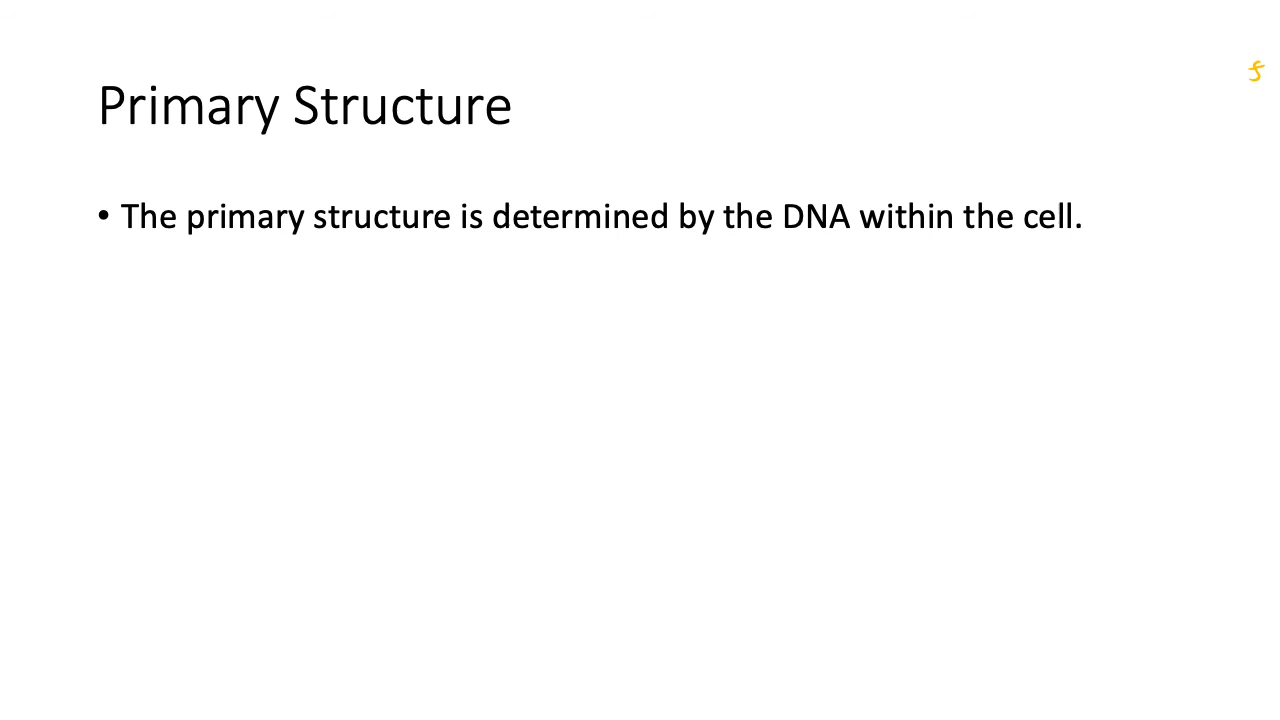 Primary Structure
• The primary structure is determined by the DNA within the cell.